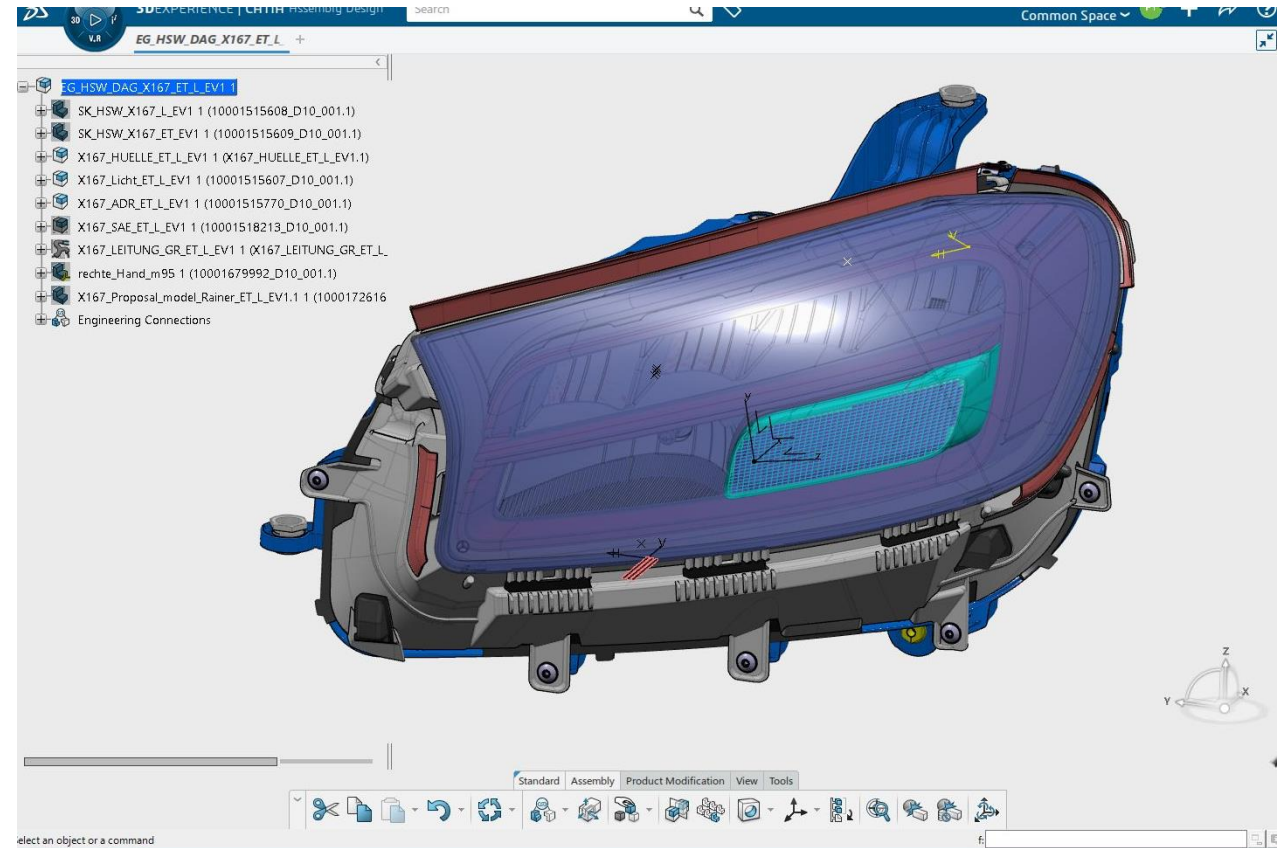 3DEXPERIENCE | CATIA Assembly Design
Search
Common Space
3D
V.R
EG_HSW_DAG_X167_ET_L_
EG_HSW_DAG_X167_ET_L_EV1 1
SK_HSW_X167_L_EV1 1 (10001515608_D10_001.1)
SK_HSW_X167_ET_EV1 1 (10001515609_D10_001.1)
X167_HUELLE_ET_L_EV1 1 (X167_HUELLE_ET_L_EV1.1)
X167_Licht_ET_L_EV1 1 (10001515607_D10_001.1)
X167_ADR_ET_L_EV1 1 (10001515770_D10_001.1)
X167_SAE_ET_L_EV1 1 (10001518213_D10_001.1)
X167_LEITUNG_GR_ET_L_EV1 1 (X167_LEITUNG_GR_ET_L_
rechte_Hand_m95 1 (10001679992_D10_001.1)
X167_Proposal_model_Rainer_ET_L_EV1.1 1 (1000172616
Engineering Connections
Z
Y
X
Standard
Assembly
Product Modification
View
Tools
elect an object or a command
f: